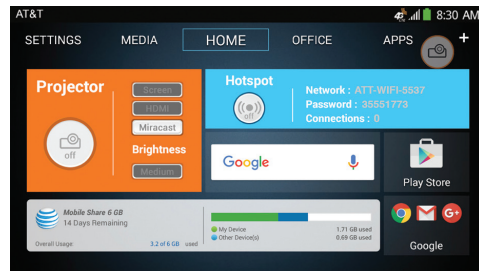 AT&T 4G 8:30 AM
SETTINGS MEDIA HOME OFFICE APPS +
Projector
Screen
HDMI
Miracast
off
Brightness
Medium
Hotspot
off
Network : ATT-WIFI-5537
Password : 35551773
Connections : 0
Google
Play Store
Mobile Share 6 GB
14 Days Remaining
Overall Usage: 3.2 of 6 GB used
My Device 1.71 GB used
Other Device(s) 0.69 GB used
G+
Google